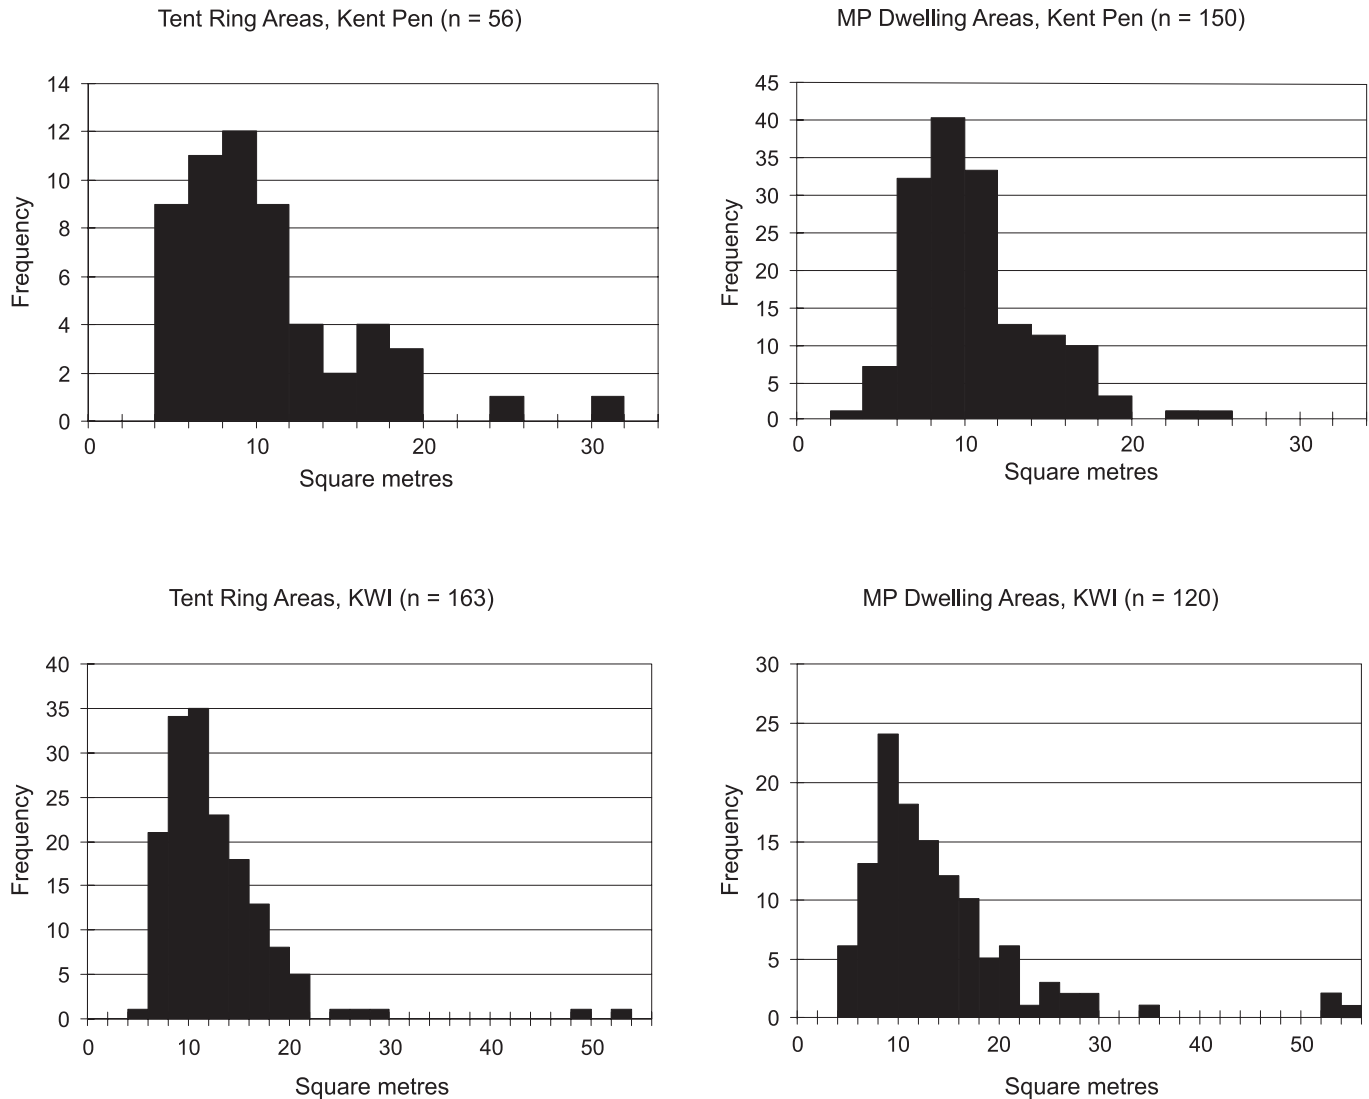 Tent Ring Areas, Kent Pen (n = 56)
14
12
10
8
6
4
2
0
Frequency
0 10 20 30
Square metres
MP Dwelling Areas, Kent Pen (n = 150)
45
40
35
30
25
20
15
10
5
0
Frequency
0 10 20 30
Square metres
Tent Ring Areas, KWI (n = 163)
40
35
30
25
20
15
10
5
0
Frequency
0 10 20 30 40 50
Square metres
MP Dwelling Areas, KWI (n = 120)
30
25
20
15
10
5
0
Frequency
0 10 20 30 40 50
Square metres